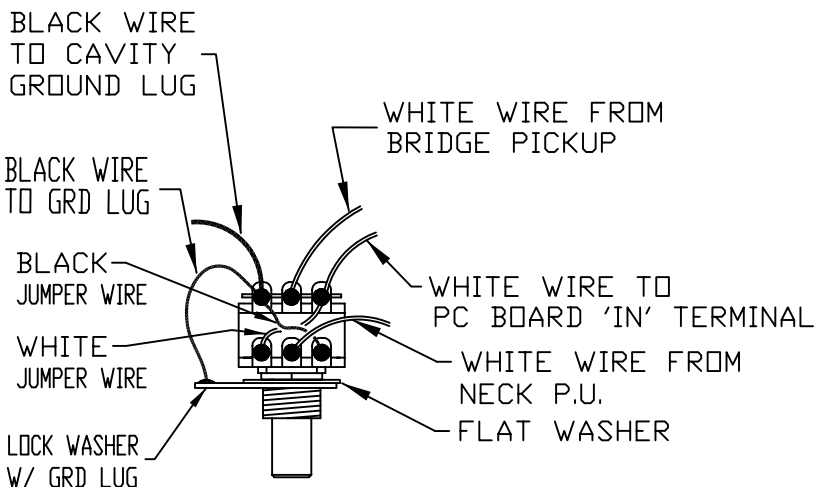 BLACK WIRE
TO CAVITY
GROUND LUG
WHITE WIRE FROM
BRIDGE PICKUP
BLACK WIRE
TO GRD LUG
BLACK
JUMPER WIRE
WHITE WIRE TO
PC BOARD 'IN' TERMINAL
WHITE
JUMPER WIRE
WHITE WIRE FROM
NECK P.U.
FLAT WASHER
LOCK WASHER
W/ GRD LUG